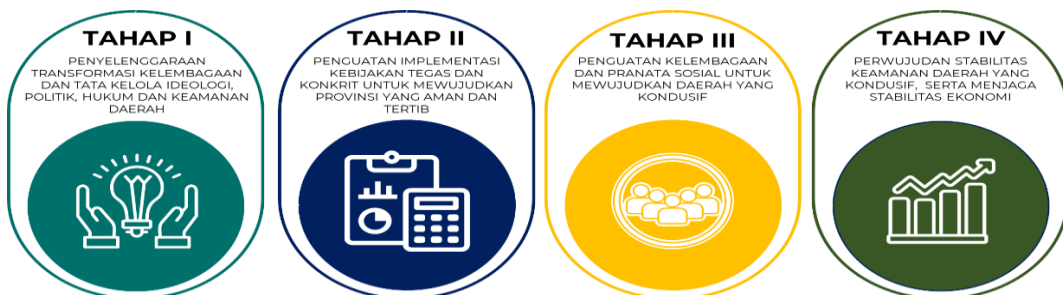 TAHAP I
PENYELENGGARAAN
TRANSFORMASI KELEMBAGAAN
DAN TATA KELOLA IDEOLOGI,
POLITIK, HUKUM DAN KEAMANAN
DAERAH
TAHAP II
PENGUATAN IMPLEMENTASI
KEBIJAKAN TEGAS DAN
KONKRIT UNTUK MEWUJUDKAN
PROVINSI YANG AMAN DAN
TERTIB
TAHAP III
PENGUATAN KELEMBAGAAN
DAN PRANATA SOSIAL UNTUK
MEWUJUDKAN DAERAH YANG
KONDUSIF
TAHAP IV
PERWUJUDAN STABILITAS
KEAMANAN DAERAH YANG
KONDUSIF, SERTA MENJAGA
STABILITAS EKONOMI